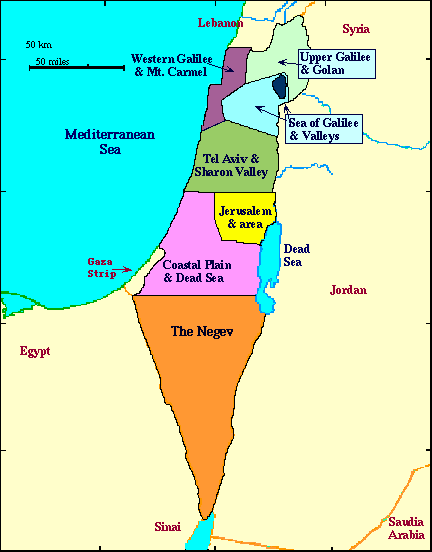 Lebanon
Syria
50 km
50 miles
Western Galilee
& Mt. Carmel
Upper Galilee
& Golan
Mediterranean
Sea
Sea of Galilee
& Valleys
Tel Aviv &
Sharon Valley
Jerusalem
& area
Dead
Sea
Gaza
Strip
Coastal Plain
& Dead Sea
Jordan
The Negev
Egypt
Sinai
Saudia
Arabia